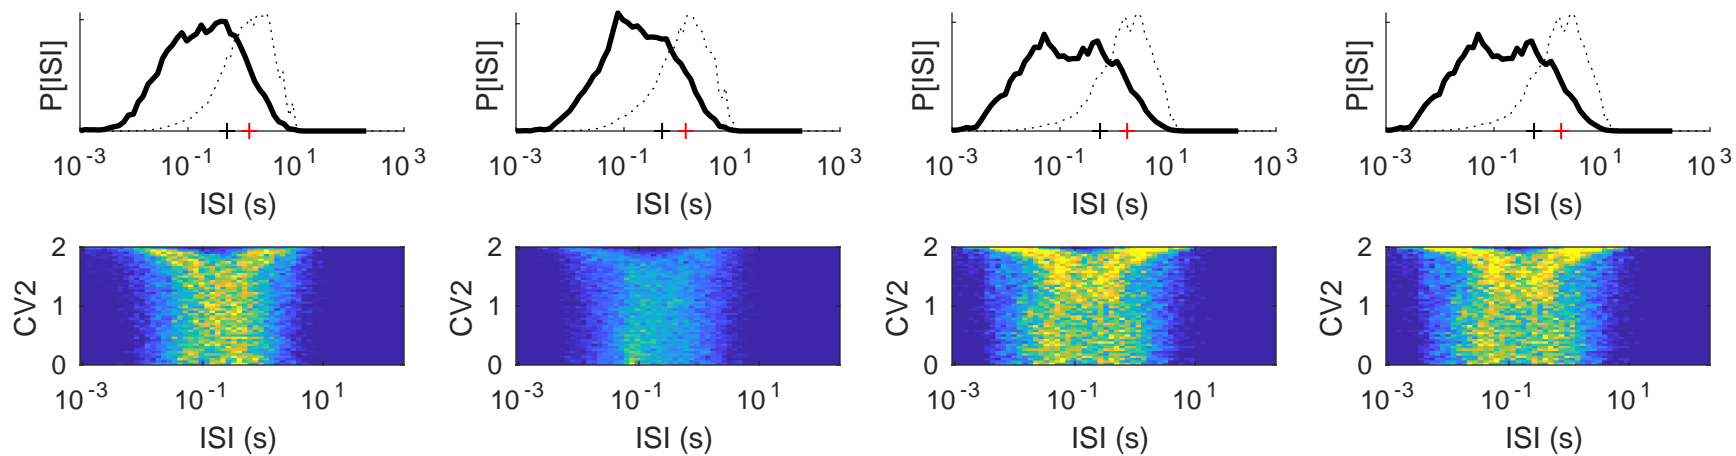 P[ISI] P[ISI] P[ISI] P[ISI]
10^-3 10^-1 10^1 10^3 10^-3 10^-1 10^1 10^3 10^-3 10^-1 10^1 10^3 10^-3 10^-1 10^1 10^3
ISI (s) ISI (s) ISI (s) ISI (s)
2 2 2 2
CV2 1 CV2 1 CV2 1 CV2 1
0 0 0 0
10^-3 10^-1 10^1 10^-3 10^-1 10^1 10^-3 10^-1 10^1 10^-3 10^-1 10^1
ISI (s) ISI (s) ISI (s) ISI (s)